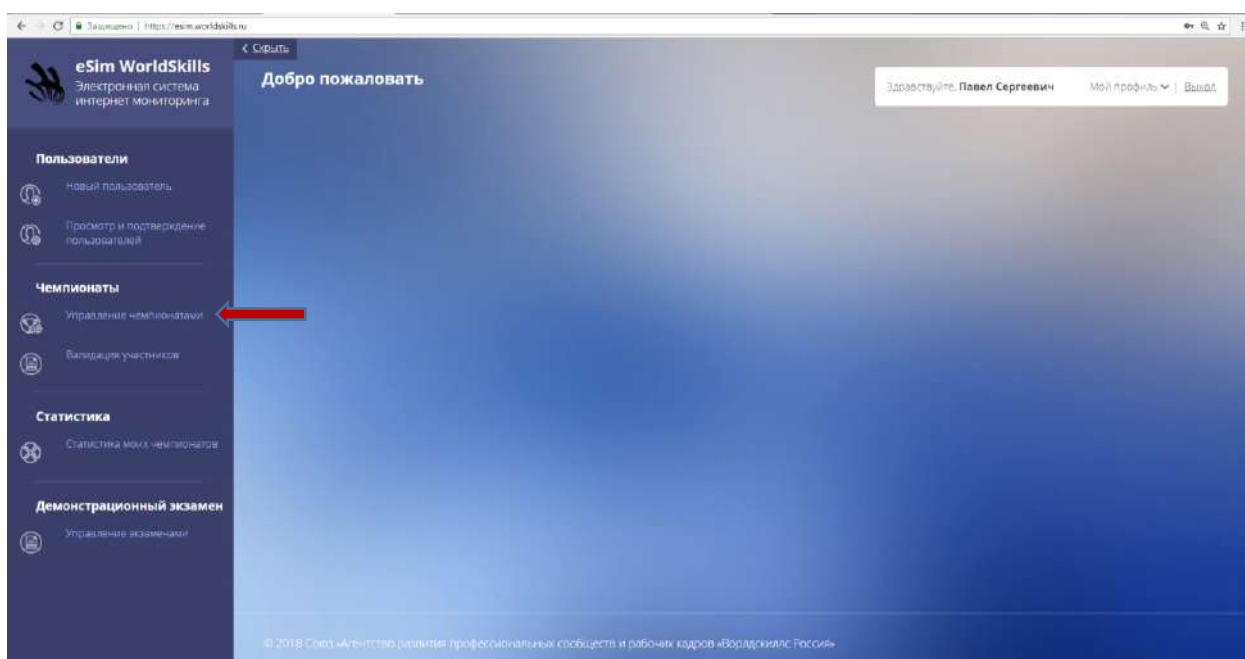 Защищено | https://esim.worldskills.ru
eSim WorldSkills
Электронная система
интернет мониторинга
Скрыть
Добро пожаловать
Здравствуйте, Павел Сергеевич Мой профиль | Выход
Пользователи
Новый пользователь
Просмотр и подтверждение
пользователей
Чемпионаты
Управление чемпионатами
Валидация участников
Статистика
Статистика моих чемпионатов
Демонстрационный экзамен
Управление экзаменами
© 2018 Союз «Агентство развития профессиональных сообществ и рабочих кадров «Ворлдскиллс Россия»